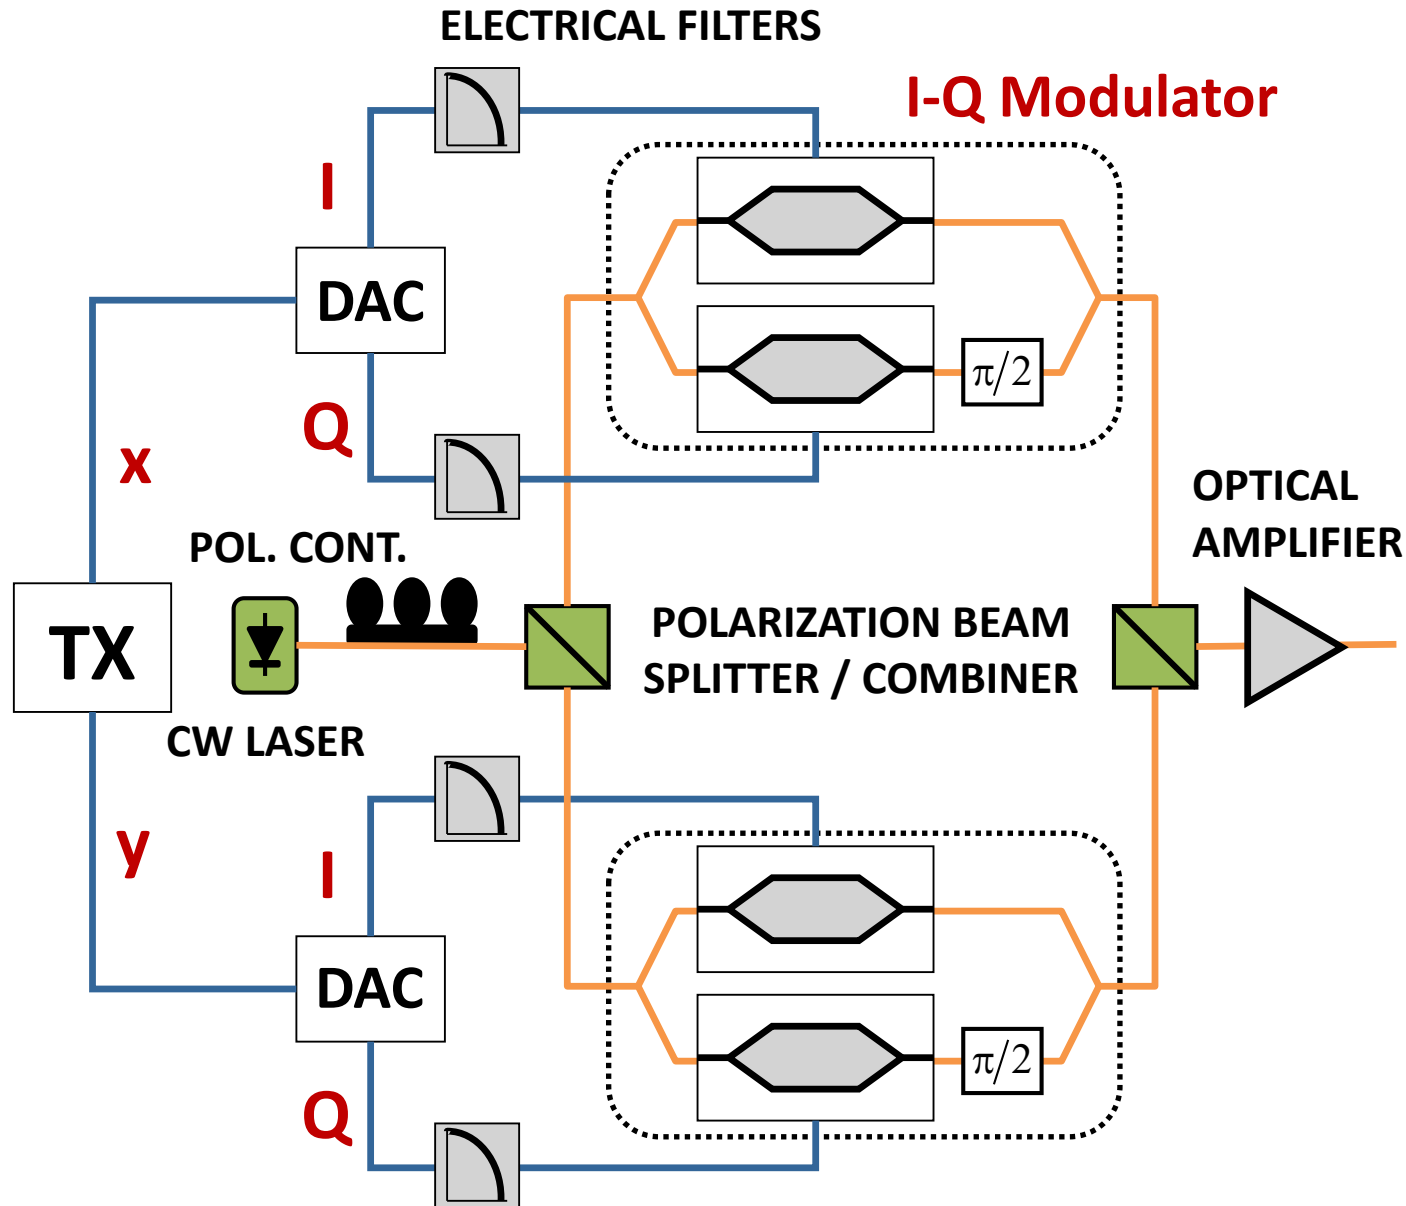 ELECTRICAL FILTERS
I-Q Modulator
I
DAC
π/2
Q
x
OPTICAL
AMPLIFIER
POL. CONT.
TX
POLARIZATION BEAM
SPLITTER / COMBINER
CW LASER
y
I
DAC
π/2
Q